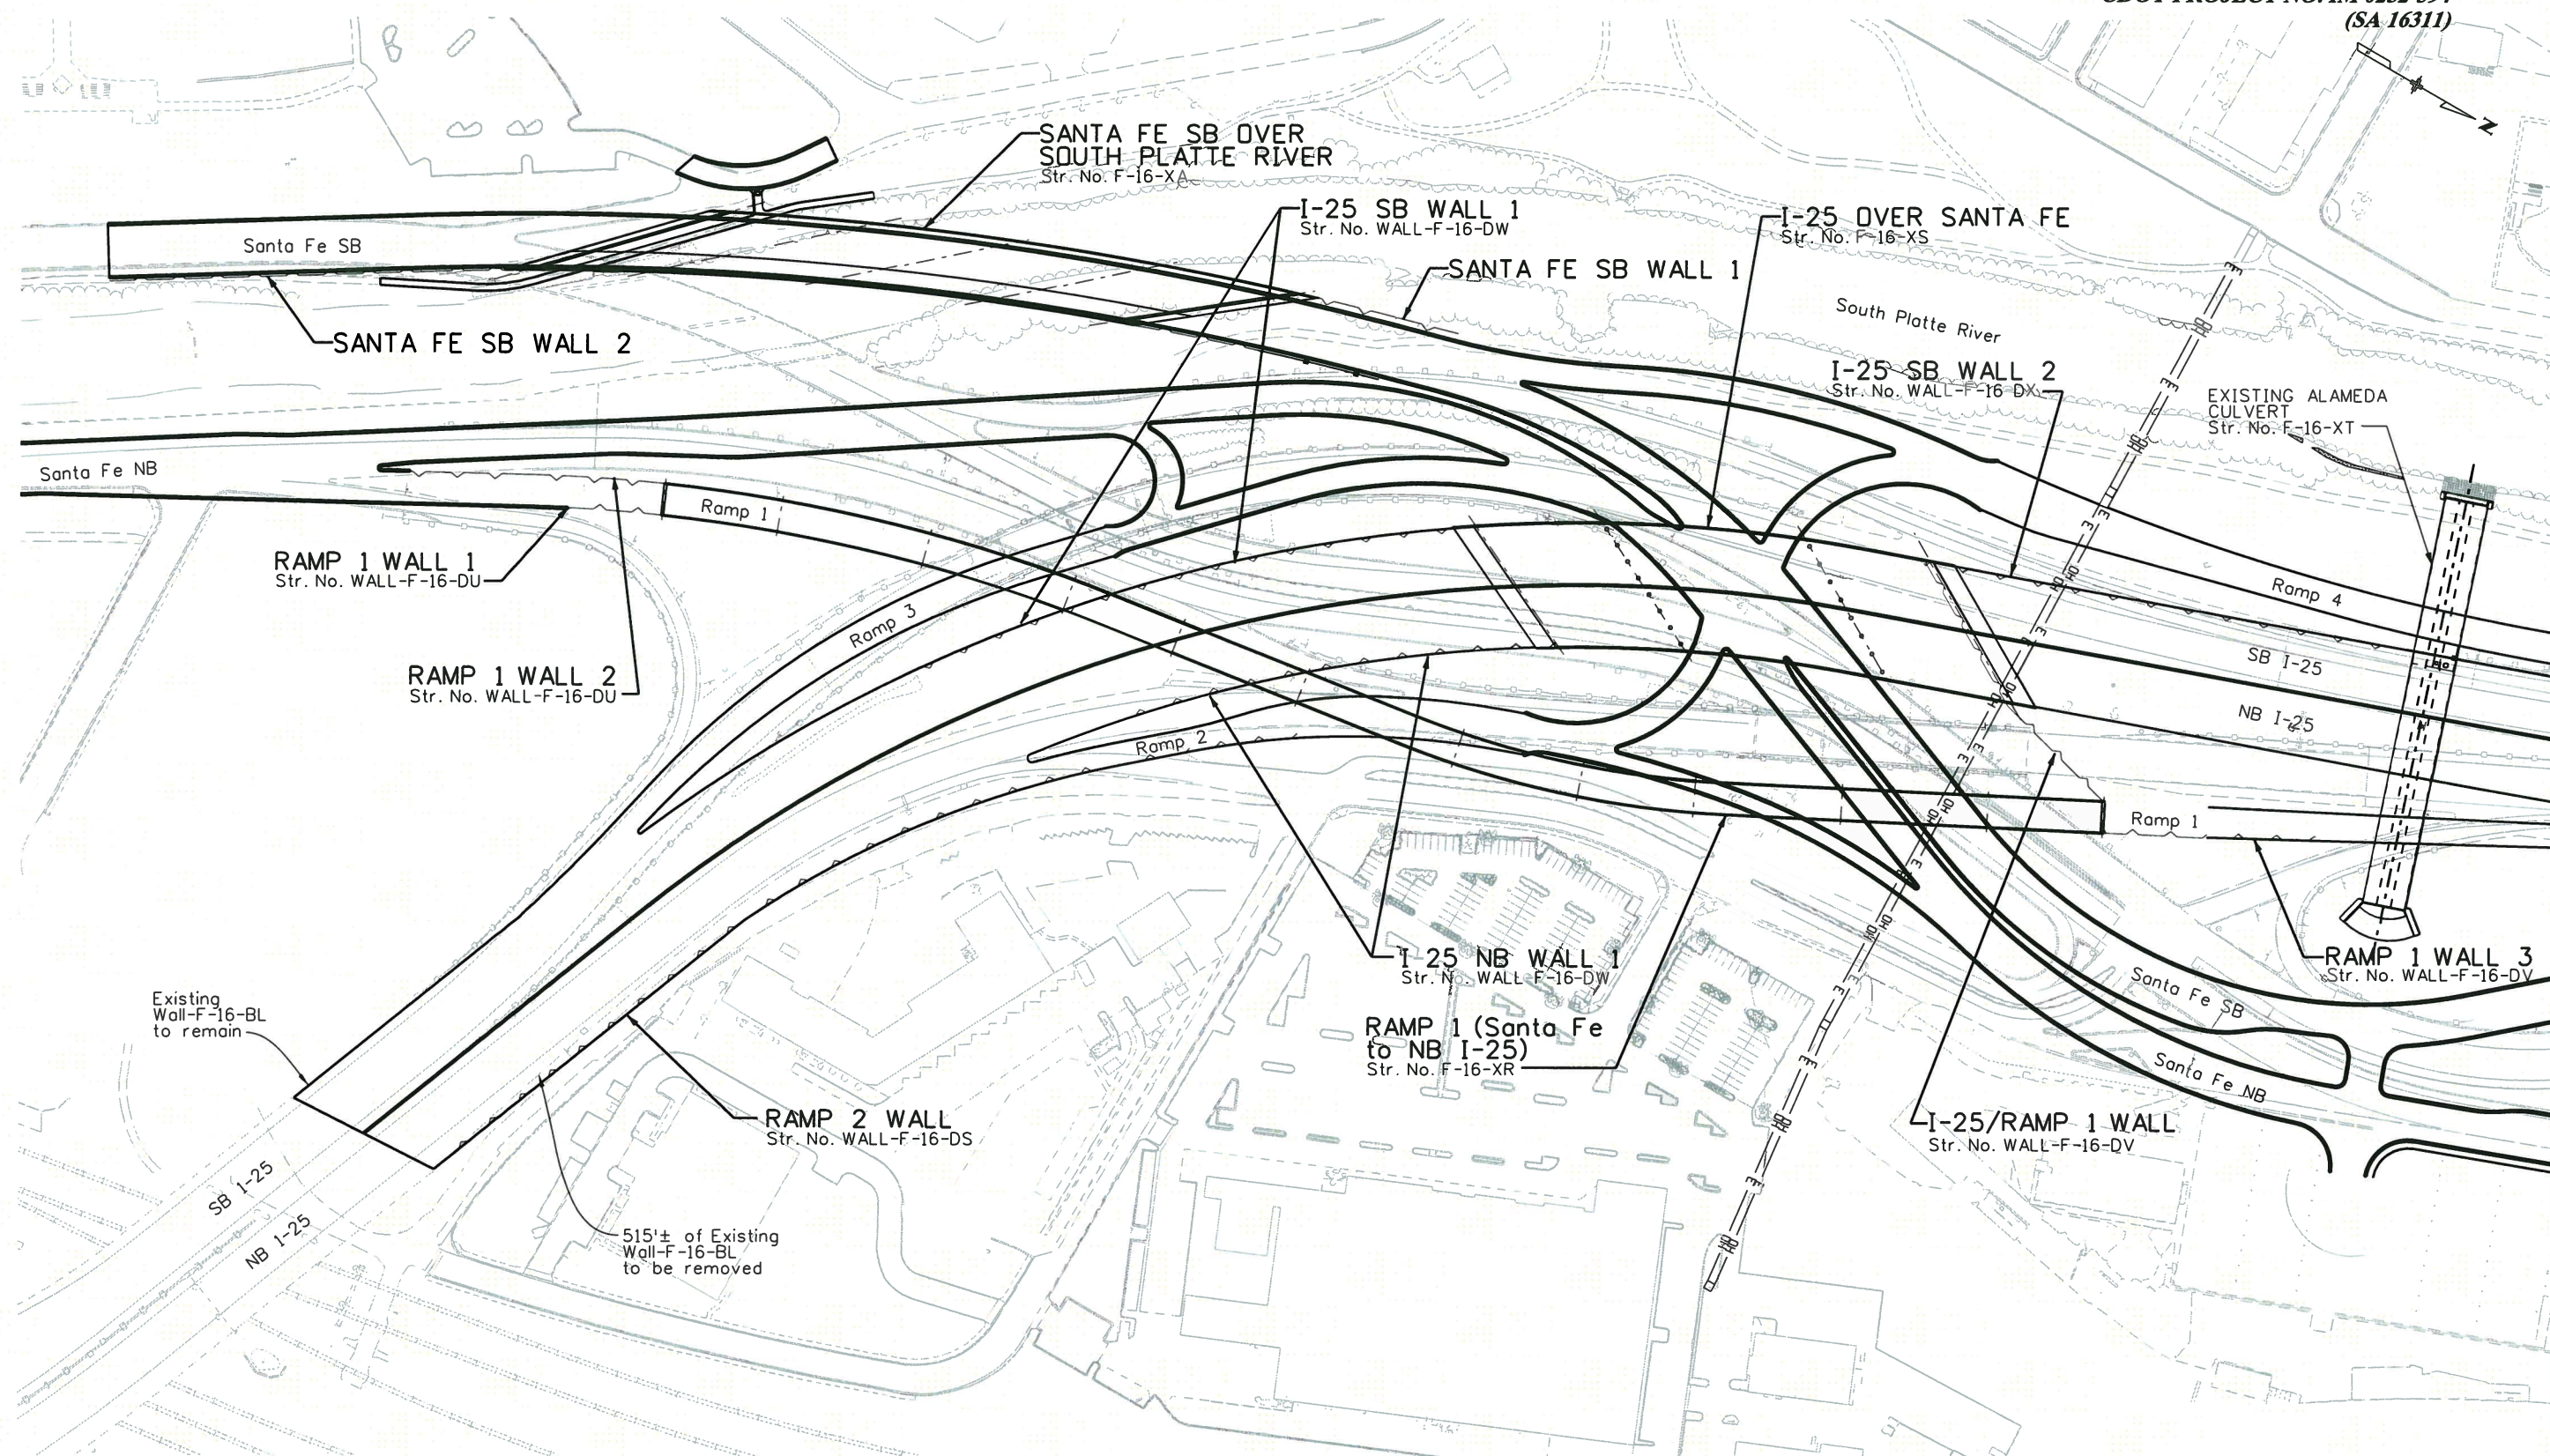 (SA 16311)
N
SANTA FE SB OVER
SOUTH PLATTE RIVER
Str. No. F-16-XA
I-25 SB WALL 1
Str. No. WALL-F-16-DW
I-25 OVER SANTA FE
Str. No. F-16-XS
Santa Fe SB
SANTA FE SB WALL 1
South Platte River
SANTA FE SB WALL 2
I-25 SB WALL 2
Str. No. WALL-F-16-DX
EXISTING ALAMEDA
CULVERT
Str. No. F-16-XT
Santa Fe NB
Ramp 1
RAMP 1 WALL 1
Str. No. WALL-F-16-DU
Ramp 3
Ramp 4
RAMP 1 WALL 2
Str. No. WALL-F-16-DU
SB I-25
NB I-25
Ramp 2
Ramp 1
I-25 NB WALL 1
Str. No. WALL-F-16-DW
RAMP 1 WALL 3
Str. No. WALL-F-16-DV
Santa Fe SB
Existing
Wall-F-16-BL
to remain
RAMP 1 (Santa Fe
to NB I-25)
Str. No. F-16-XR
Santa Fe NB
RAMP 2 WALL
Str. No. WALL-F-16-DS
I-25/RAMP 1 WALL
Str. No. WALL-F-16-DV
SB I-25
NB I-25
515'± of Existing
Wall-F-16-BL
to be removed